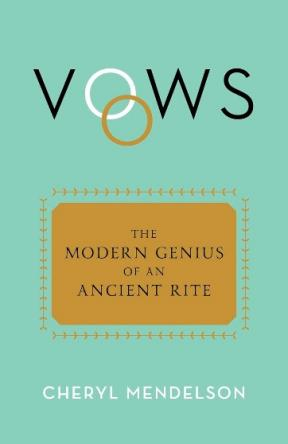 VOWS
THE
MODERN GENIUS
OF AN
ANCIENT RITE
CHERYL MENDELSON